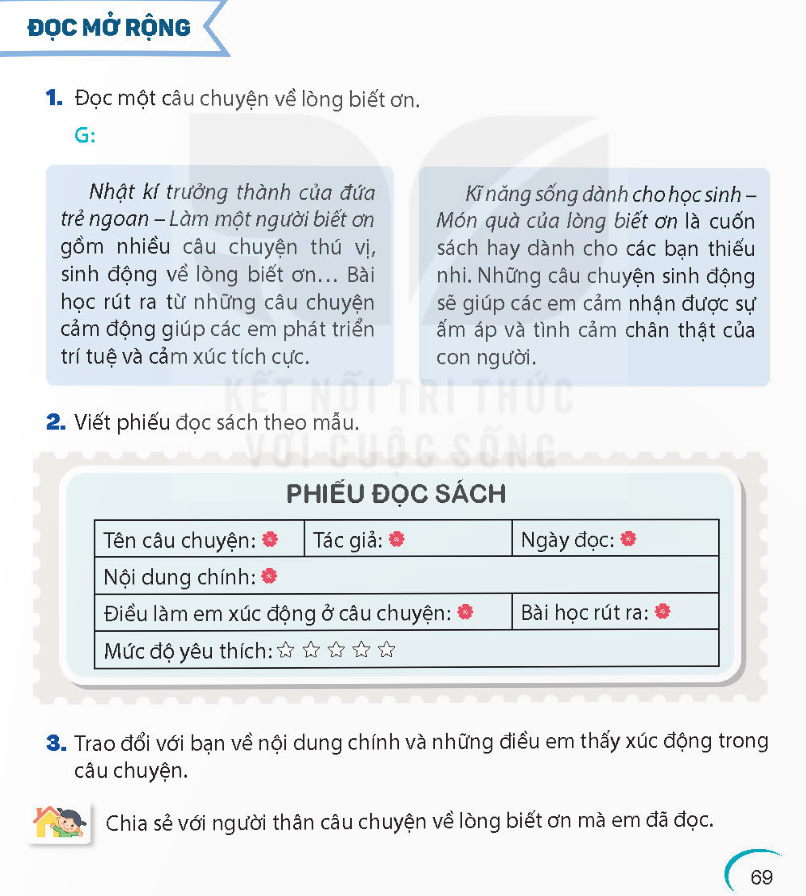 ĐỌC MỞ RỘNG
1. Đọc một câu chuyện về lòng biết ơn.
G:
Nhật kí trưởng thành của đứa
trẻ ngoan – Làm một người biết ơn
gồm nhiều câu chuyện thú vị,
sinh động về lòng biết ơn... Bài
học rút ra từ những câu chuyện
cảm động giúp các em phát triển
trí tuệ và cảm xúc tích cực.
Kĩ năng sống dành cho học sinh –
Món quà của lòng biết ơn là cuốn
sách hay dành cho các bạn thiếu
nhi. Những câu chuyện sinh động
sẽ giúp các em cảm nhận được sự
ấm áp và tình cảm chân thật của
con người.
KẾT NỐI TRI THỨC
VỚI CUỘC SỐNG
2. Viết phiếu đọc sách theo mẫu.
PHIẾU ĐỌC SÁCH
Tên câu chuyện: Tác giả: Ngày đọc:
Nội dung chính:
Điều làm em xúc động ở câu chuyện: Bài học rút ra:
Mức độ yêu thích: ☆ ☆ ☆ ☆ ☆
3. Trao đổi với bạn về nội dung chính và những điều em thấy xúc động trong
câu chuyện.
Chia sẻ với người thân câu chuyện về lòng biết ơn mà em đã đọc.
69